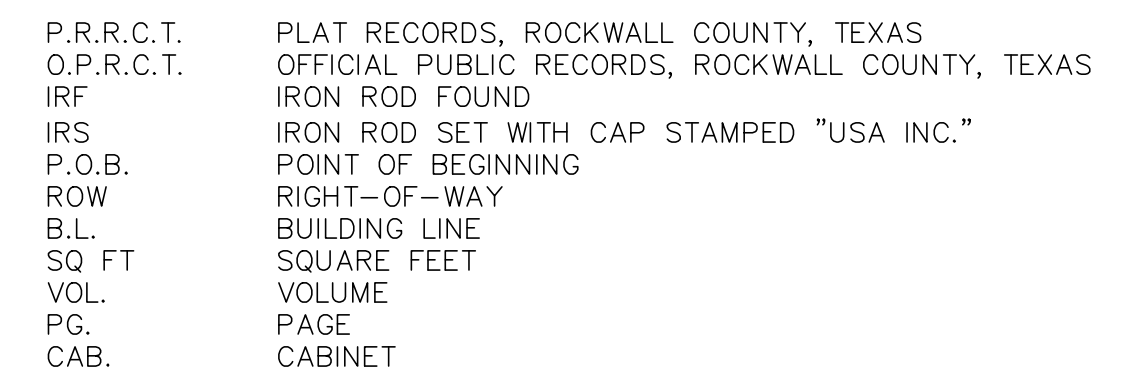 P.R.R.C.T. PLAT RECORDS, ROCKWALL COUNTY, TEXAS
O.P.R.C.T. OFFICIAL PUBLIC RECORDS, ROCKWALL COUNTY, TEXAS
IRF IRON ROD FOUND
IRS IRON ROD SET WITH CAP STAMPED "USA INC."
P.O.B. POINT OF BEGINNING
ROW RIGHT-OF-WAY
B.L. BUILDING LINE
SQ FT SQUARE FEET
VOL. VOLUME
PG. PAGE
CAB. CABINET